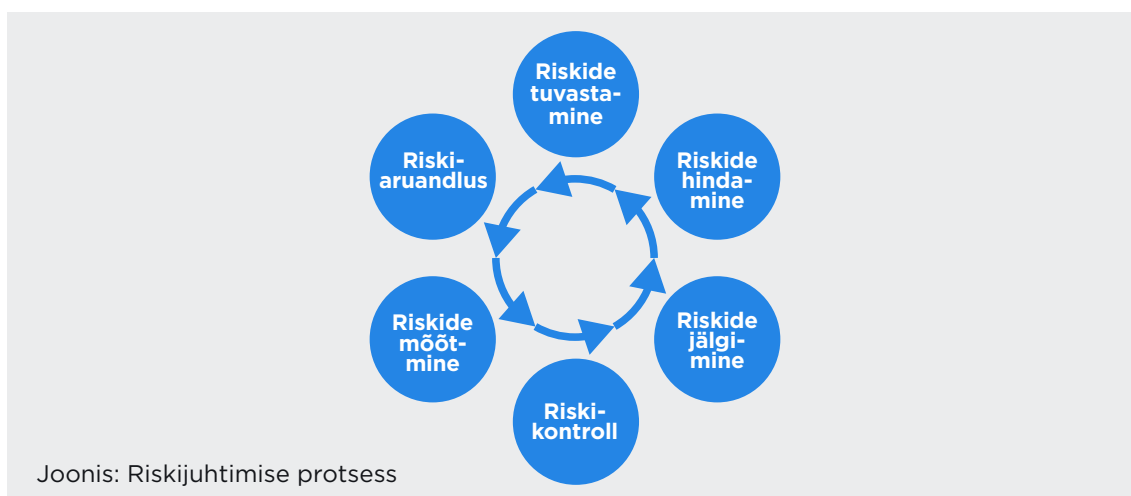 Riskide
tuvasta-
mine
Riski-
aruandlus
Riskide
hinda-
mine
Riskide
mõõt-
mine
Riskide
jälgi-
mine
Riski-
kontroll
Joonis: Riskijuhtimise protsess